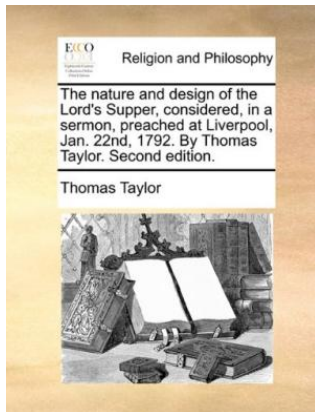 ECCO
Religion and Philosophy
The nature and design of the
Lord's Supper, considered, in a
sermon, preached at Liverpool,
Jan. 22nd, 1792. By Thomas
Taylor. Second edition.
Thomas Taylor